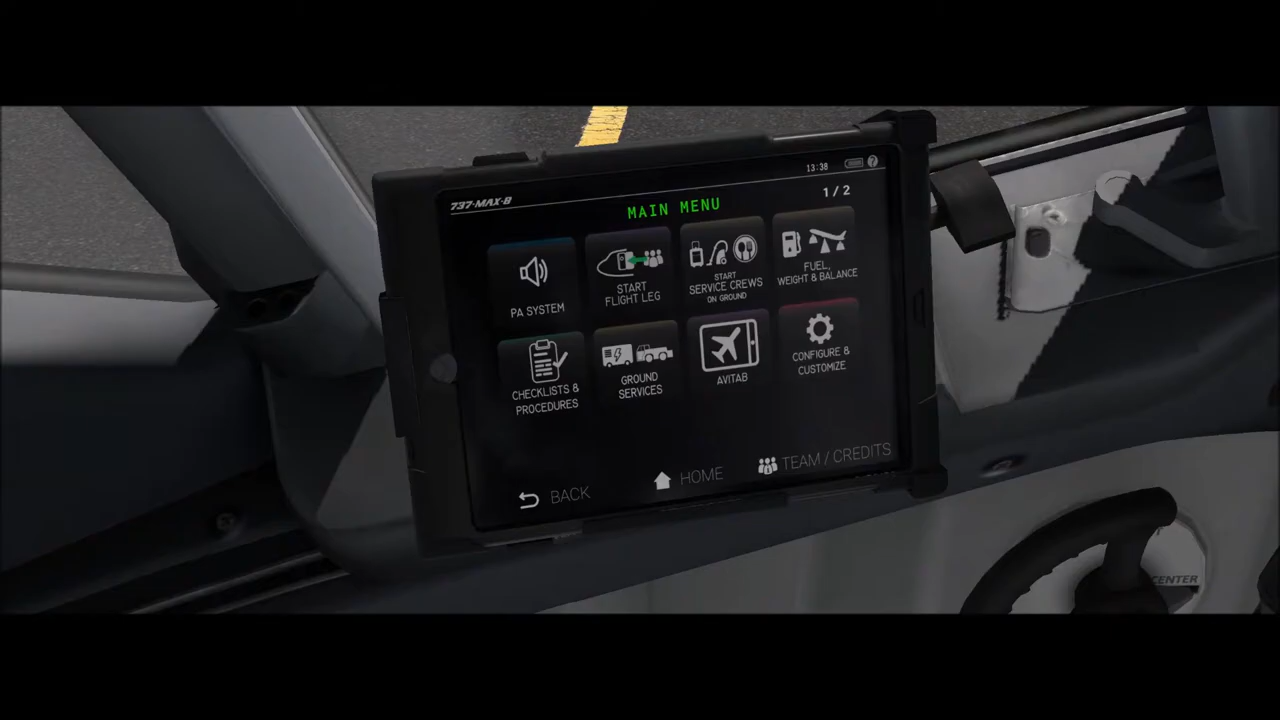 737-MAX-8
13:38
?
MAIN MENU
1/2
PA SYSTEM
START
FLIGHT LEG
START
SERVICE CREWS
ON GROUND
FUEL,
WEIGHT & BALANCE
CHECKLISTS &
PROCEDURES
GROUND
SERVICES
AVITAB
CONFIGURE &
CUSTOMIZE
BACK
HOME
TEAM / CREDITS
CENTER